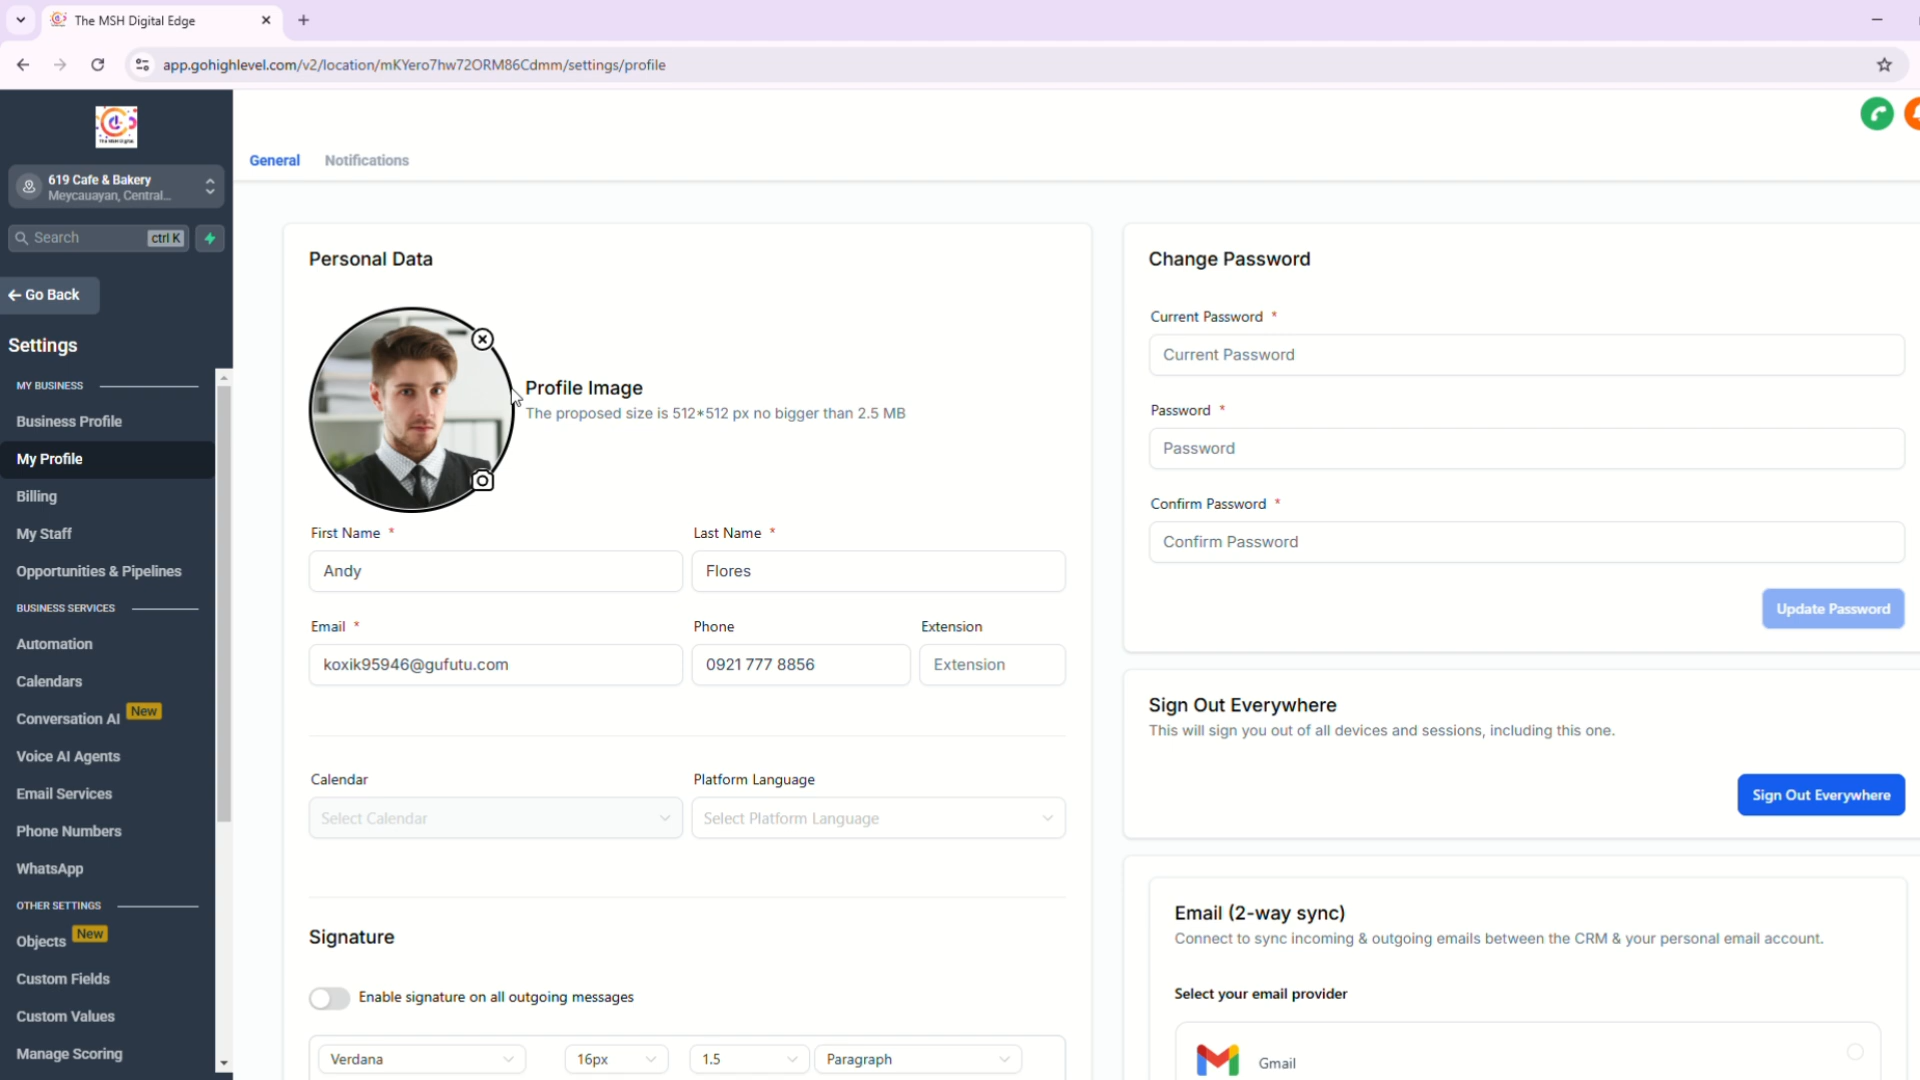 The MSH Digital Edge
app.gohighlevel.com/v2/location/mKYero7hw72ORM86Cdmm/settings/profile
619 Cafe & Bakery
Meycauayan, Central...
Search
ctrl K
Go Back
Settings
MY BUSINESS
Business Profile
My Profile
Billing
My Staff
Opportunities & Pipelines
BUSINESS SERVICES
Automation
Calendars
Conversation AI New
Voice AI Agents
Email Services
Phone Numbers
WhatsApp
OTHER SETTINGS
Objects New
Custom Fields
Custom Values
Manage Scoring
General Notifications
Personal Data
Profile Image
The proposed size is 512*512 px no bigger than 2.5 MB
First Name * Last Name *
Andy Flores
Email * Phone Extension
koxik95946@gufutu.com 0921 777 8856 Extension
Calendar Platform Language
Select Calendar Select Platform Language
Signature
Enable signature on all outgoing messages
Verdana 16px 1.5 Paragraph
Change Password
Current Password *
Current Password
Password *
Password
Confirm Password *
Confirm Password
Update Password
Sign Out Everywhere
This will sign you out of all devices and sessions, including this one.
Sign Out Everywhere
Email (2-way sync)
Connect to sync incoming & outgoing emails between the CRM & your personal email account.
Select your email provider
Gmail